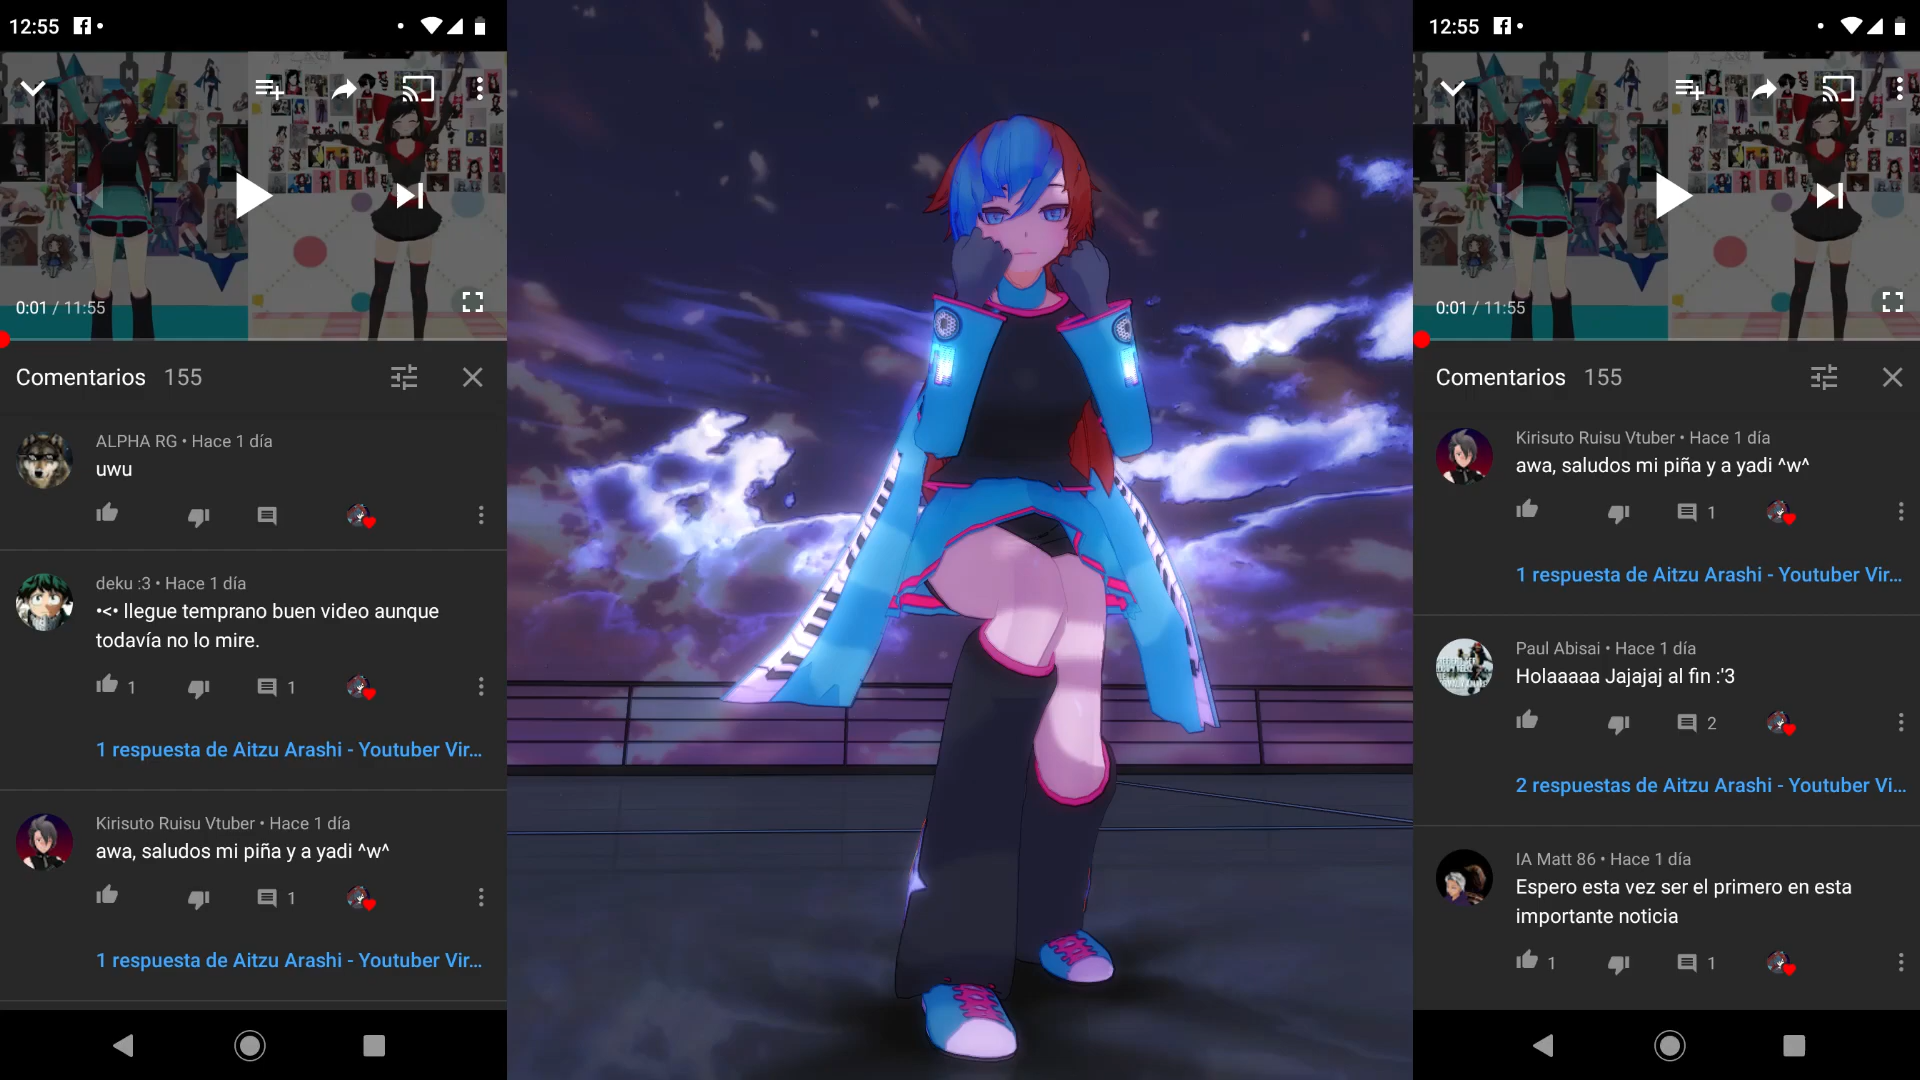 12:55
0:01 / 11:55
Comentarios 155
ALPHA RG • Hace 1 día
uwu
deku :3 • Hace 1 día
•<• llegue temprano buen video aunque
todavía no lo mire.
1 1
1 respuesta de Aitzu Arashi - Youtuber Vir...
Kirisuto Ruisu Vtuber • Hace 1 día
awa, saludos mi piña y a yadi ^w^
1
1 respuesta de Aitzu Arashi - Youtuber Vir...
12:55
0:01 / 11:55
Comentarios 155
Kirisuto Ruisu Vtuber • Hace 1 día
awa, saludos mi piña y a yadi ^w^
1
1 respuesta de Aitzu Arashi - Youtuber Vir...
Paul Abisai • Hace 1 día
Holaaaaa Jajajaj al fin :'3
2
2 respuestas de Aitzu Arashi - Youtuber Vi...
IA Matt 86 • Hace 1 día
Espero esta vez ser el primero en esta
importante noticia
1 1